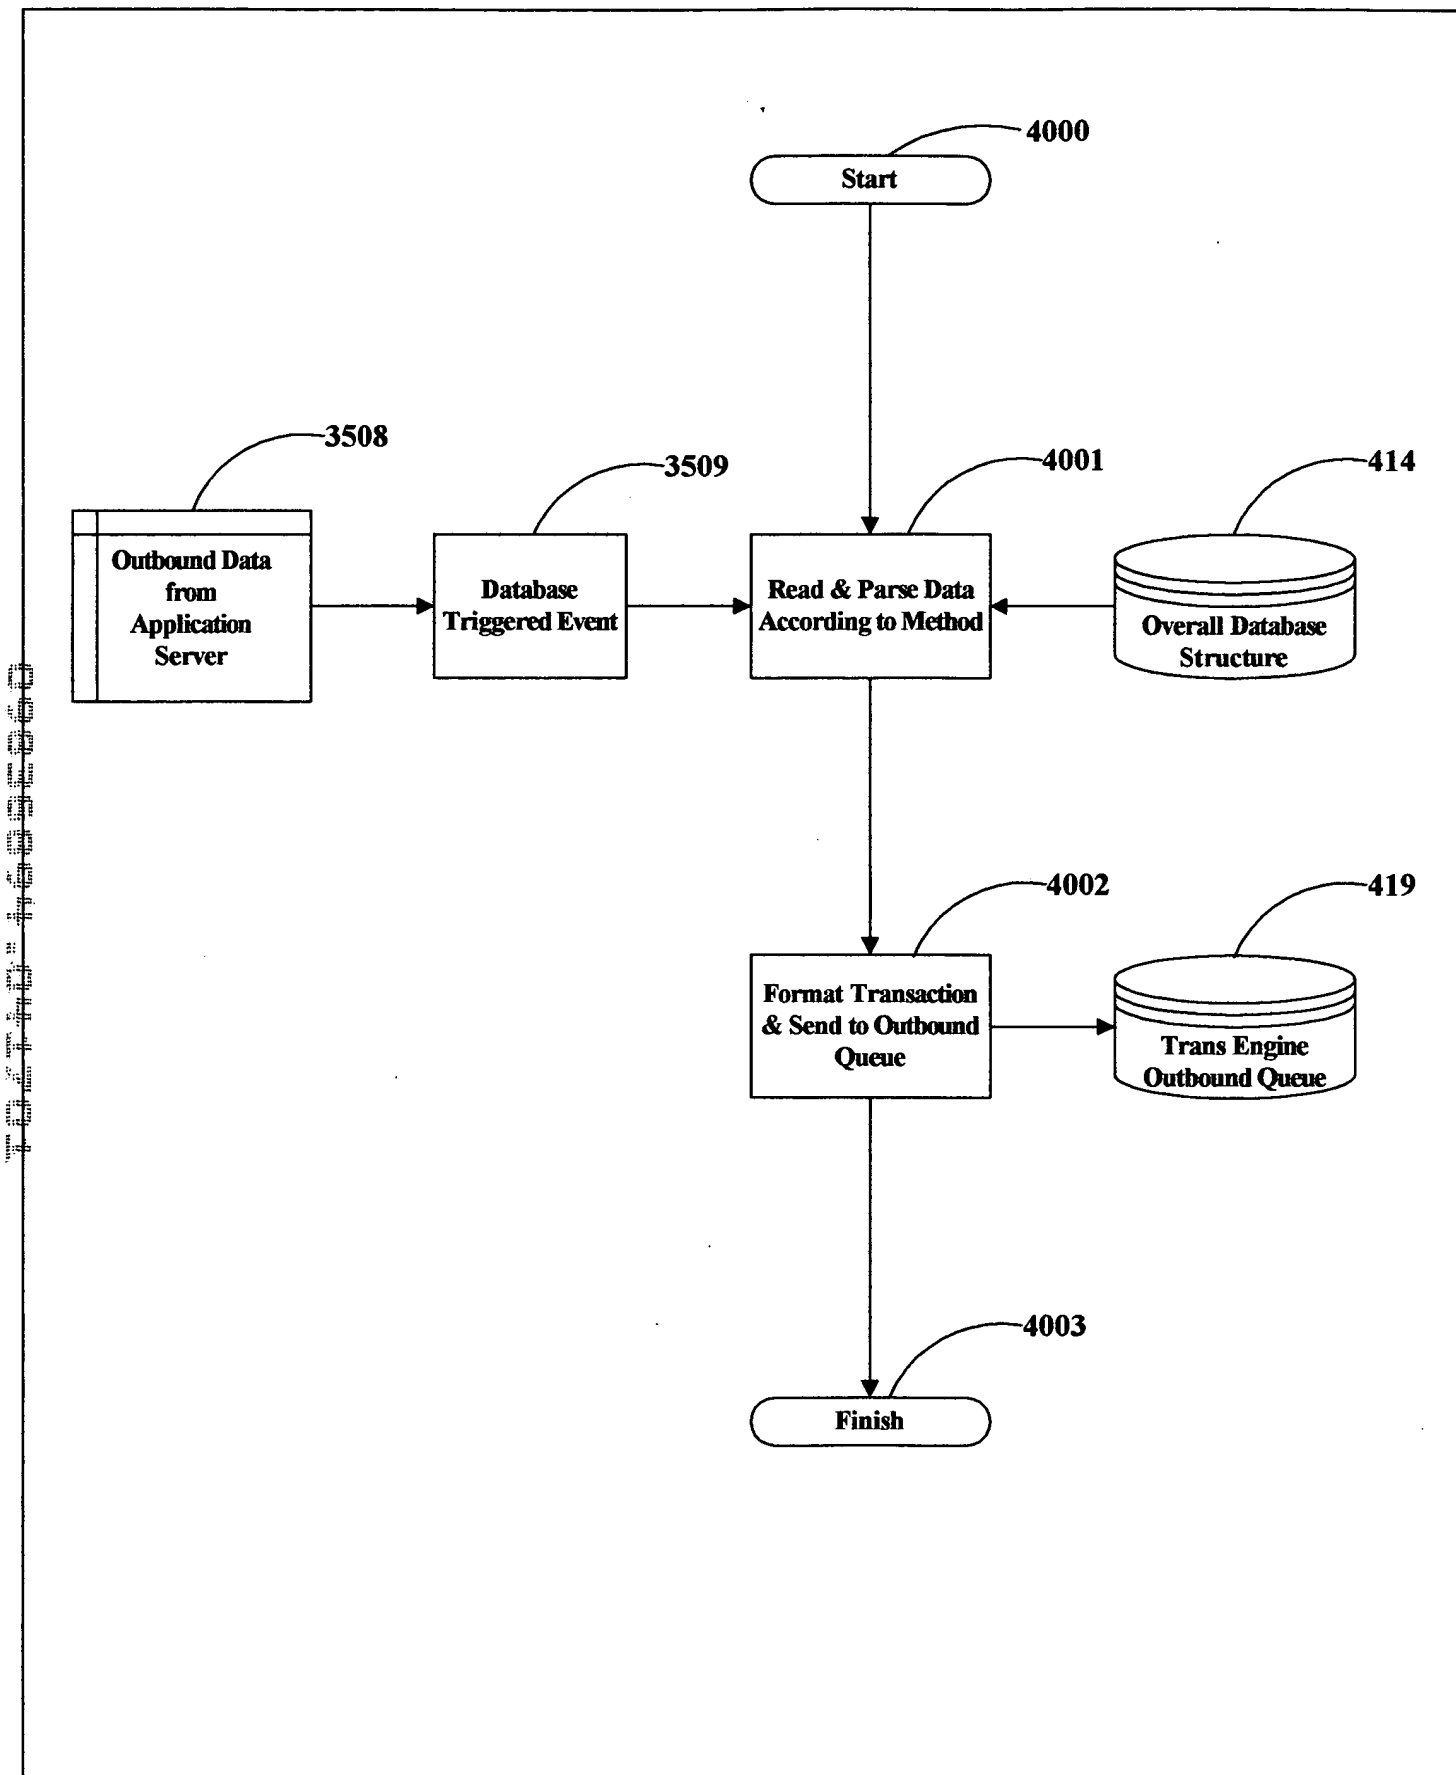 4000
Start
3508
3509
4001
414
Outbound Data
from
Application
Server
Database
Triggered Event
Read & Parse Data
According to Method
Overall Database
Structure
4002
419
Format Transaction
& Send to Outbound
Queue
Trans Engine
Outbound Queue
4003
Finish